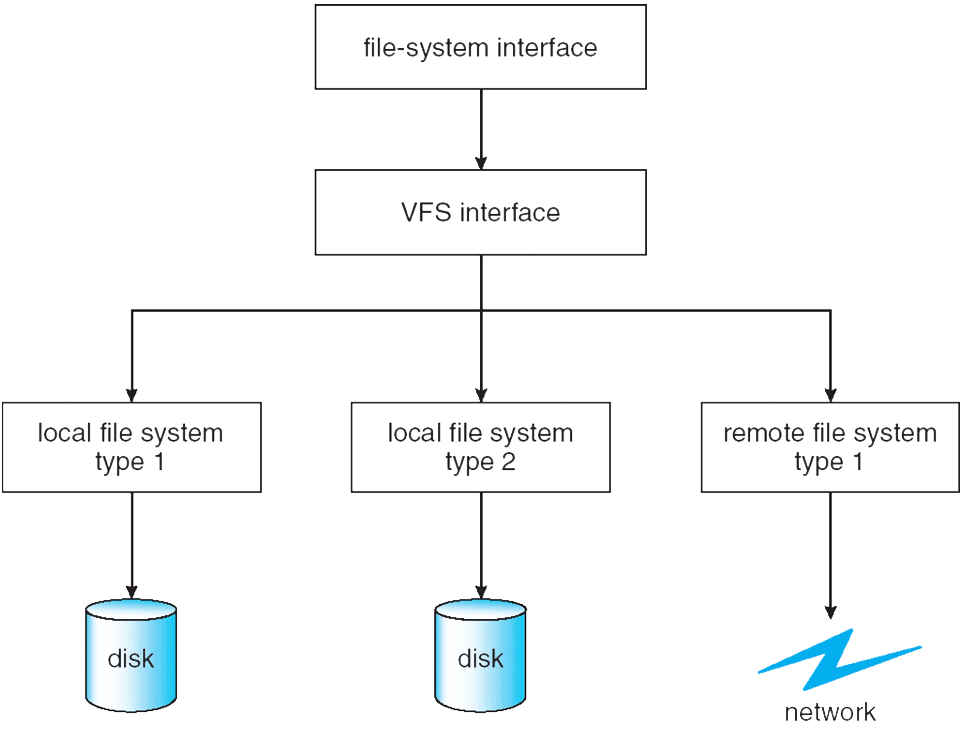 file-system interface
VFS interface
local file system
type 1
local file system
type 2
remote file system
type 1
disk
disk
network